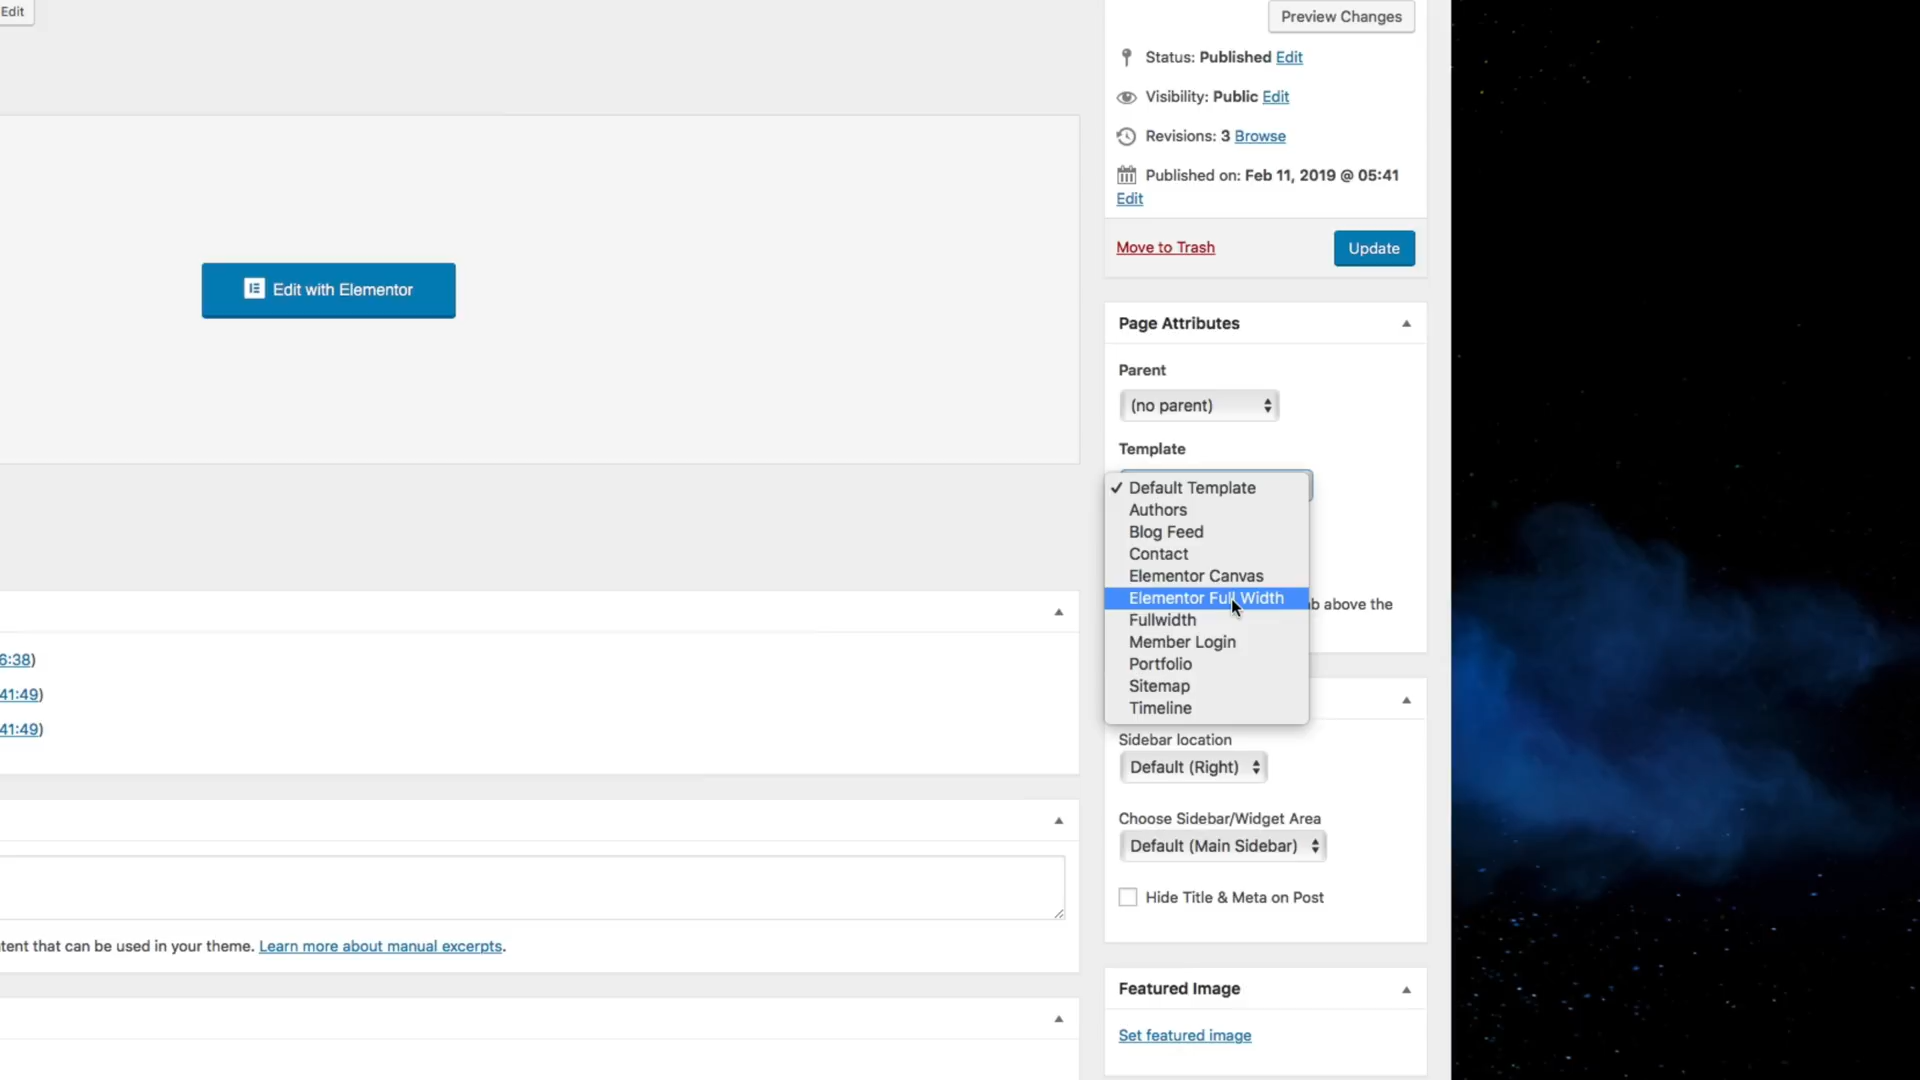 Edit
Preview Changes
Status: Published Edit
Visibility: Public Edit
Revisions: 3 Browse
Published on: Feb 11, 2019 @ 05:41
Edit
Move to Trash
Update
Edit with Elementor
Page Attributes
Parent
(no parent)
Template
Default Template
Authors
Blog Feed
Contact
Elementor Canvas
Elementor Full Width
above the
Fullwidth
Member Login
Portfolio
Sitemap
Timeline
6:38)
41:49)
41:49)
Sidebar location
Default (Right)
Choose Sidebar/Widget Area
Default (Main Sidebar)
Hide Title & Meta on Post
tent that can be used in your theme. Learn more about manual excerpts.
Featured Image
Set featured image